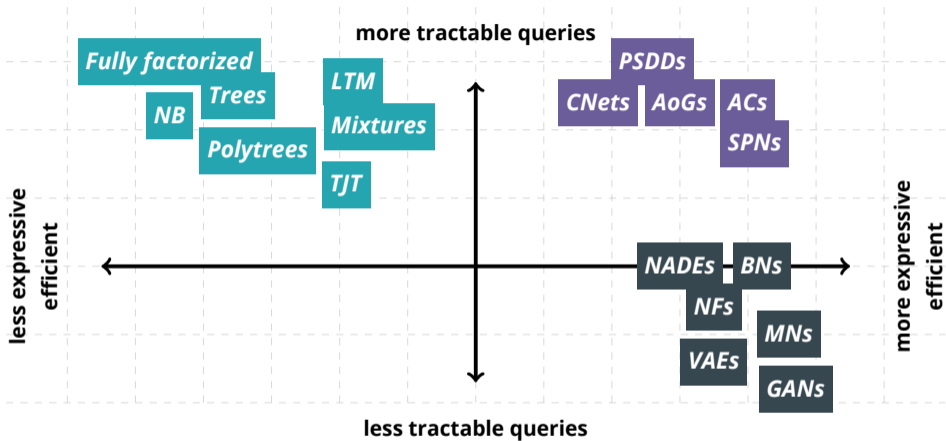 more tractable queries
Fully factorized
PSDDs
LTM
Trees
CNets
AoGs
ACs
NB
Mixtures
Polytrees
SPNs
TJT
less expressive
efficient
more expressive
efficient
NADEs
BNs
NFs
MNs
VAEs
GANs
less tractable queries